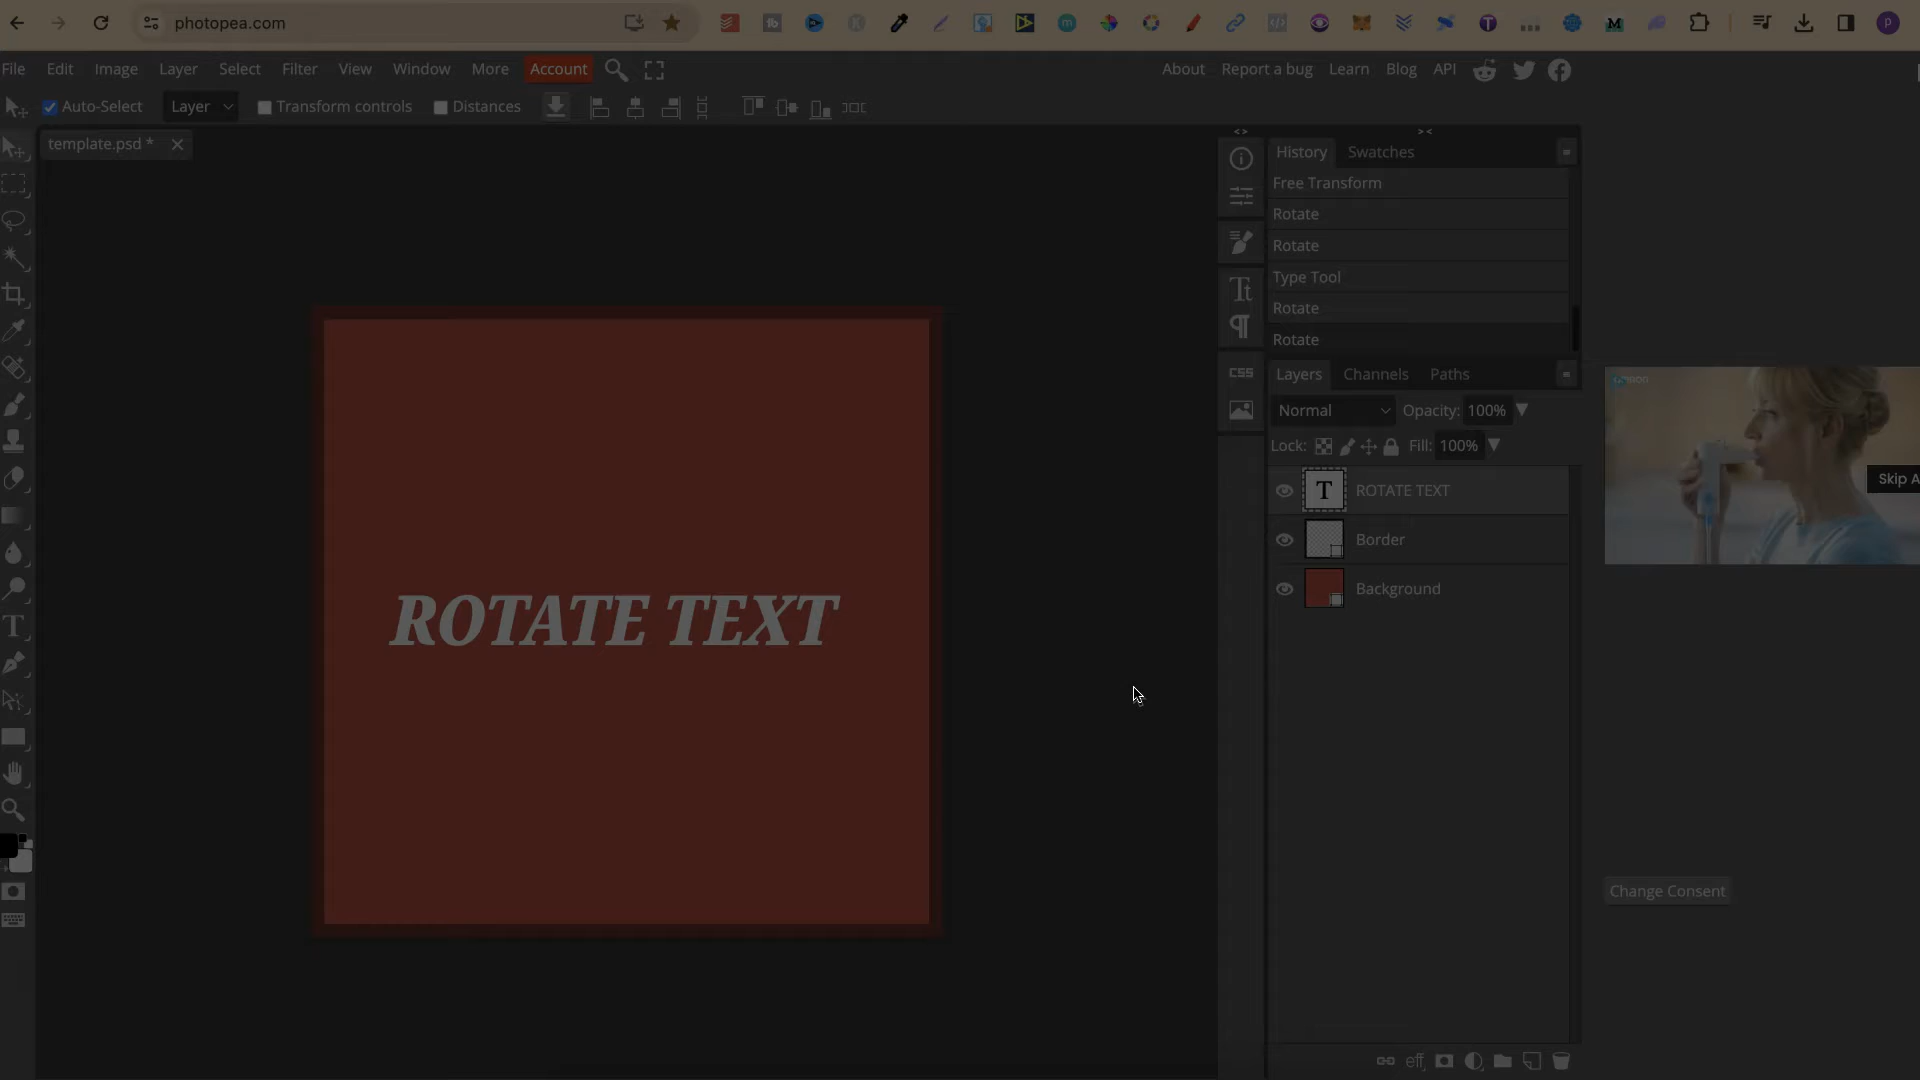 photopea.com
File Edit Image Layer Select Filter View Window More Account About Report a bug Learn Blog API
Auto-Select Layer Transform controls Distances
template.psd *
History Swatches
Free Transform
Rotate
Rotate
Type Tool
Rotate
Rotate
CSS
Layers Channels Paths
Normal Opacity: 100%
Lock: Fill: 100%
T ROTATE TEXT
Border
Background
eff
ROTATE TEXT
OMRON
Skip A
Change Consent